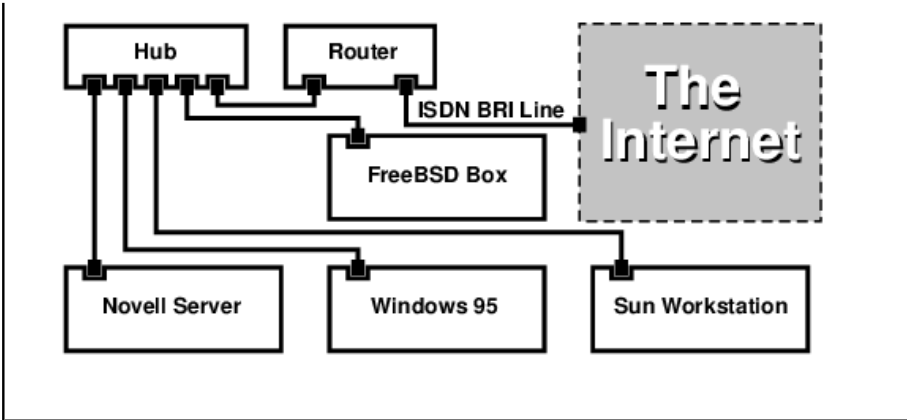 Hub
Router
The
Internet
ISDN BRI Line
FreeBSD Box
Novell Server
Windows 95
Sun Workstation